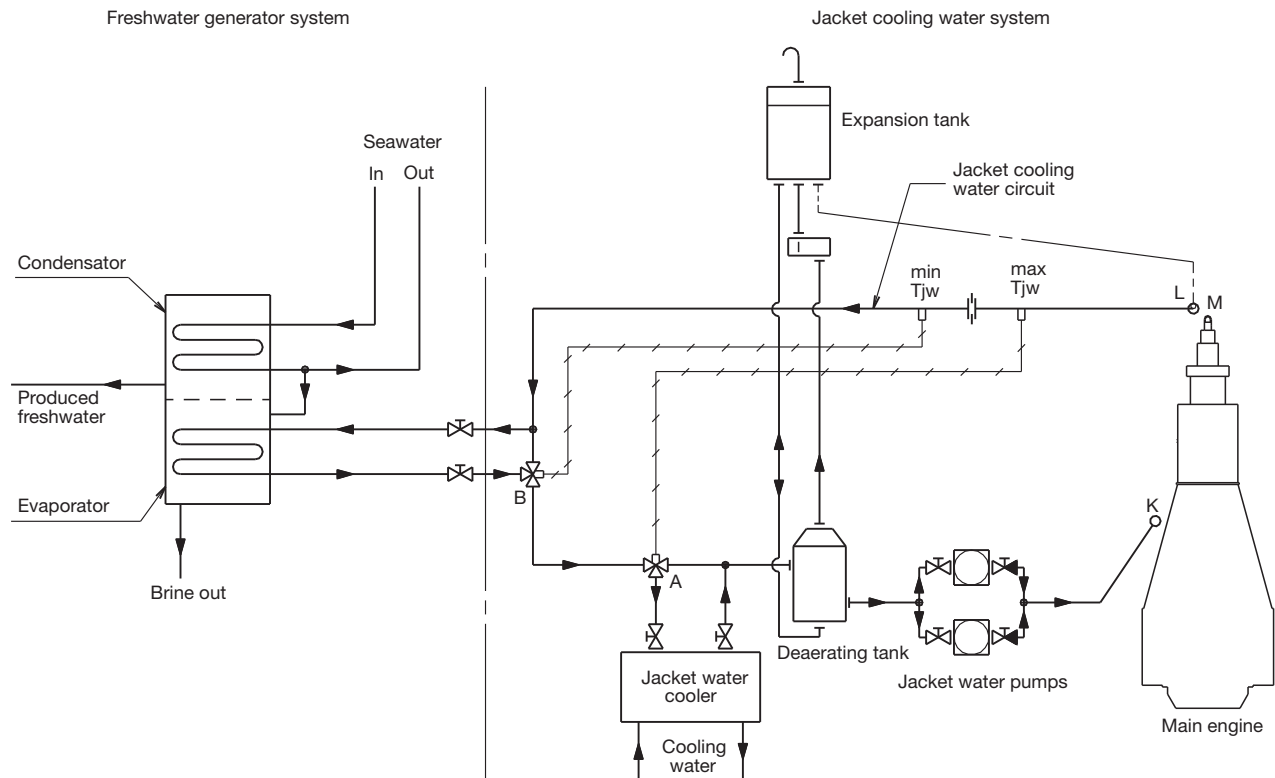 Freshwater generator system
Jacket cooling water system
Expansion tank
Seawater
In Out
Jacket cooling
water circuit
Condensator
min
Tjw
max
Tjw
L
M
Produced
freshwater
B
K
Evaporator
A
Brine out
Deaerating tank
Jacket water pumps
Jacket water
cooler
Main engine
Cooling
water